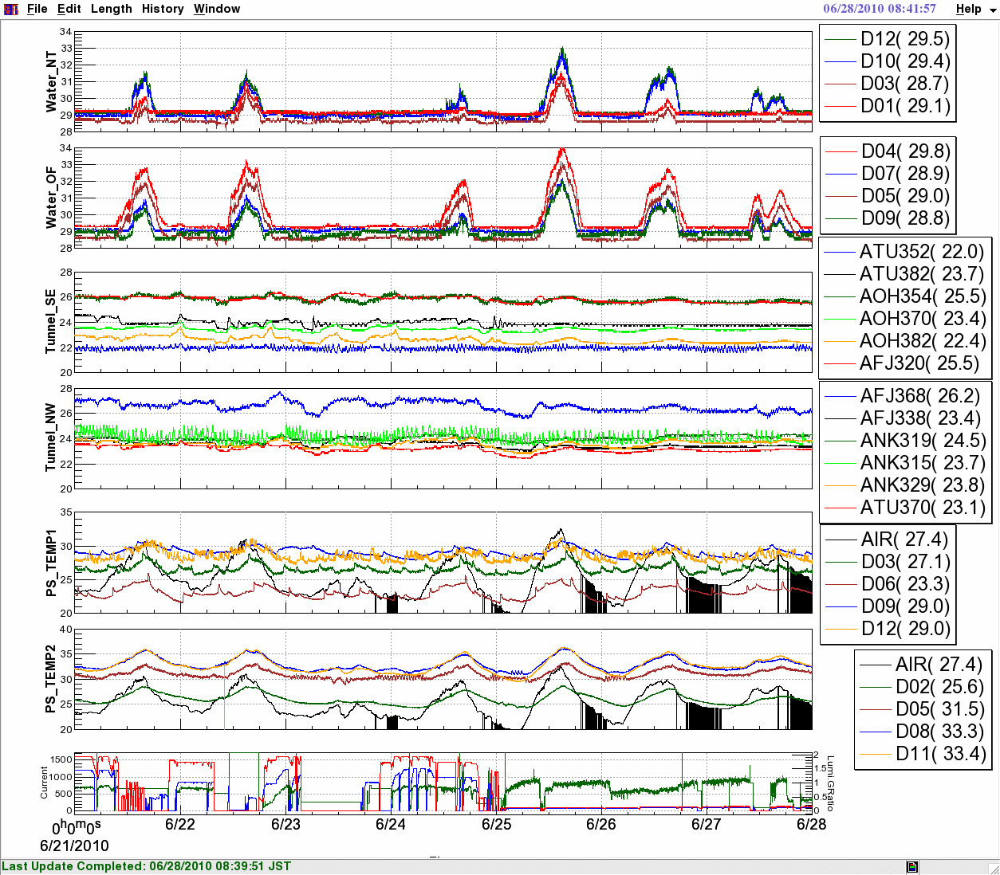 File Edit Length History Window 06/28/2010 08:41:57 Help
Water_NT
34
33
32
31
30
29
28
D12( 29.5)
D10( 29.4)
D03( 28.7)
D01( 29.1)
Water_OF
34
33
32
31
30
29
28
D04( 29.8)
D07( 28.9)
D05( 29.0)
D09( 28.8)
Tunnel_SE
28
26
24
22
20
ATU352( 22.0)
ATU382( 23.7)
AOH354( 25.5)
AOH370( 23.4)
AOH382( 22.4)
AFJ320( 25.5)
Tunnel_NW
28
26
24
22
20
AFJ368( 26.2)
AFJ338( 23.4)
ANK319( 24.5)
ANK315( 23.7)
ANK329( 23.8)
ATU370( 23.1)
PS_TEMP1
35
30
25
20
AIR( 27.4)
D03( 27.1)
D06( 23.3)
D09( 29.0)
D12( 29.0)
PS_TEMP2
40
35
30
25
20
AIR( 27.4)
D02( 25.6)
D05( 31.5)
D08( 33.3)
D11( 33.4)
Current
1500
1000
500
0
2
1.5
1
0.5
0
Lumi GRatio
0h0m0s 6/22 6/23 6/24 6/25 6/26 6/27 6/28
6/21/2010
Last Update Completed: 06/28/2010 08:39:51 JST